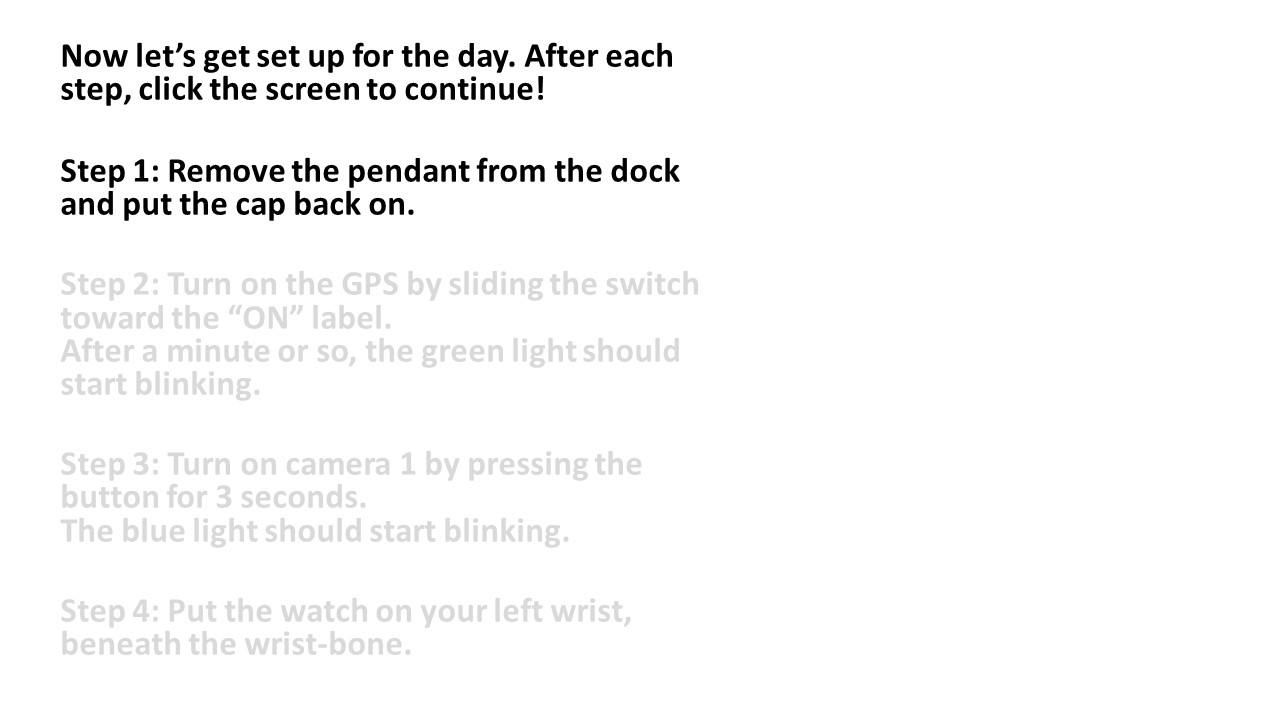 Now let’s get set up for the day. After each
step, click the screen to continue!
Step 1: Remove the pendant from the dock
and put the cap back on.
Step 2: Turn on the GPS by sliding the switch
toward the “ON” label.
After a minute or so, the green light should
start blinking.
Step 3: Turn on camera 1 by pressing the
button for 3 seconds.
The blue light should start blinking.
Step 4: Put the watch on your left wrist,
beneath the wrist-bone.